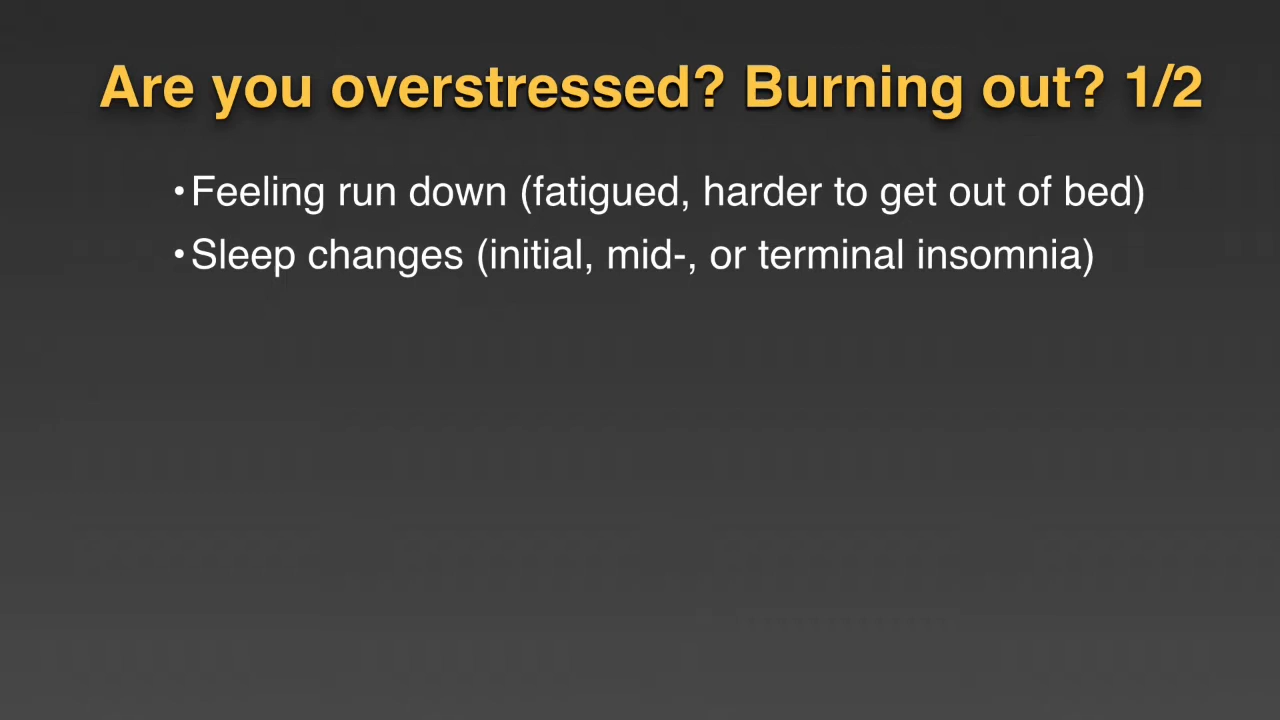 Are you overstressed? Burning out? 1/2
•Feeling run down (fatigued, harder to get out of bed)
•Sleep changes (initial, mid-, or terminal insomnia)